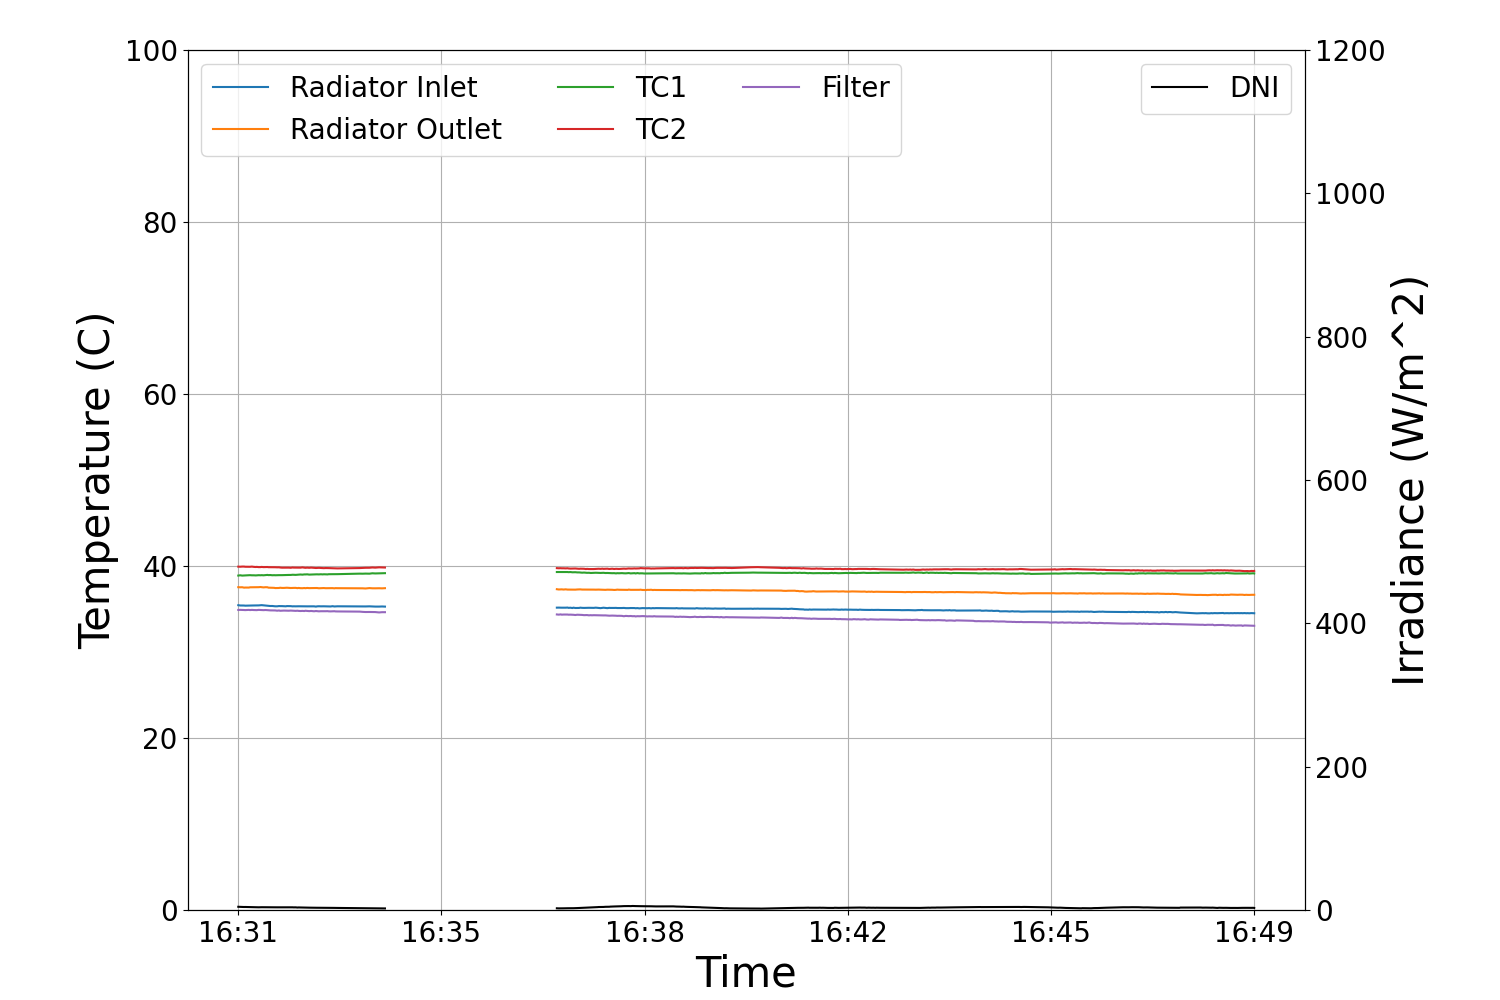 Radiator Inlet
Radiator Outlet
TC1
TC2
Filter
DNI
Temperature (C)
100
80
60
40
20
0
1200
1000
800
600
400
200
0
Irradiance (W/m^2)
16:31 16:35 16:38 16:42 16:45 16:49
Time